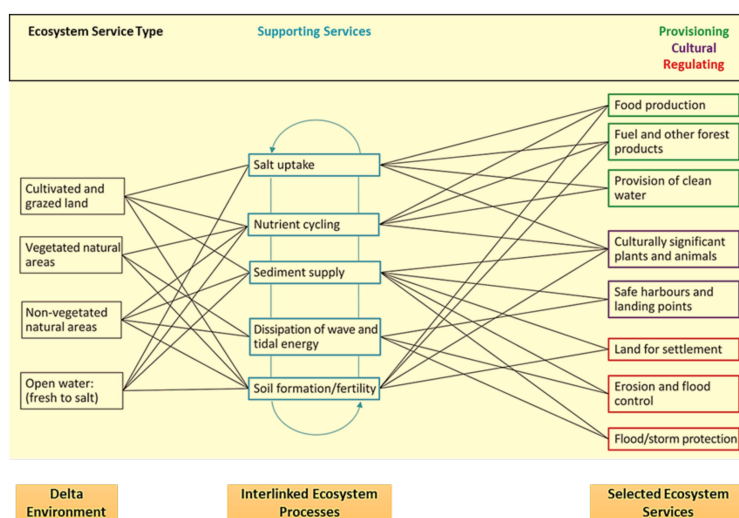 Ecosystem Service Type
Supporting Services
Provisioning
Cultural
Regulating
Cultivated and
grazed land
Vegetated natural
areas
Non-vegetated
natural areas
Open water:
(fresh to salt)
Salt uptake
Nutrient cycling
Sediment supply
Dissipation of wave and
tidal energy
Soil formation/fertility
Food production
Fuel and other forest
products
Provision of clean
water
Culturally significant
plants and animals
Safe harbours and
landing points
Land for settlement
Erosion and flood
control
Flood/storm protection
Delta
Environment
Interlinked Ecosystem
Processes
Selected Ecosystem
Services